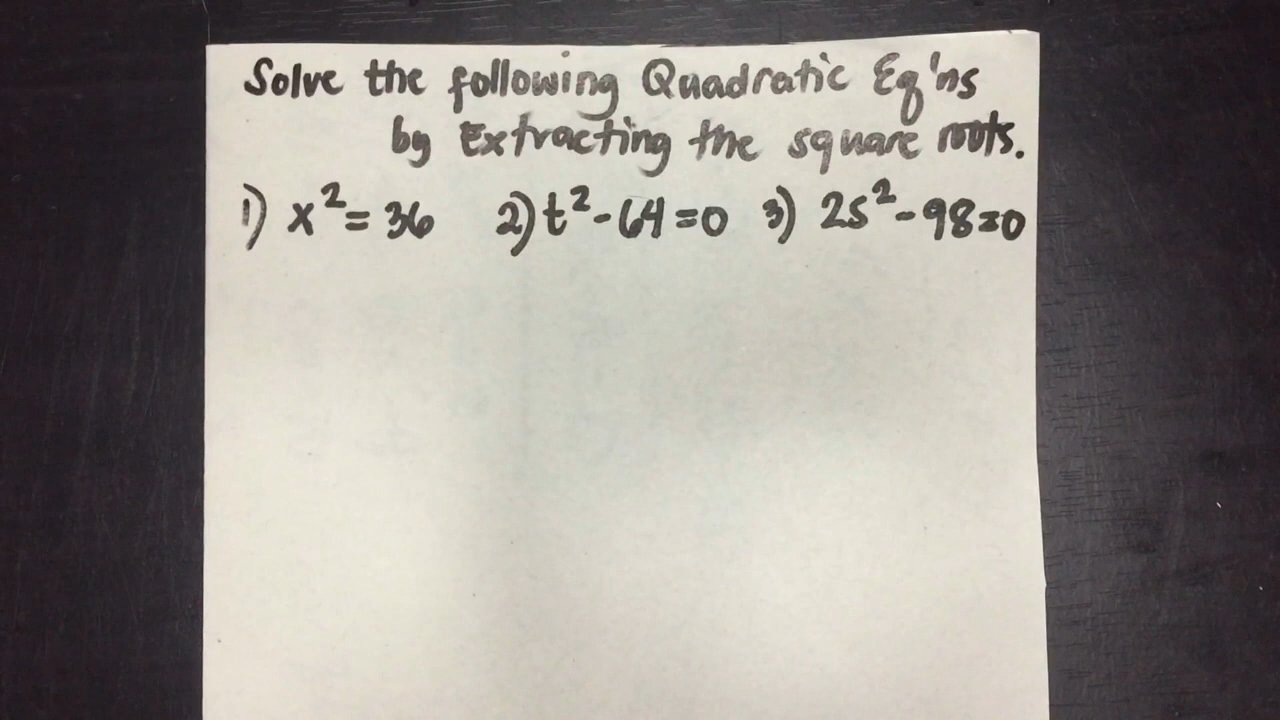 Solve the following Quadratic Eq'ns
by Extracting the square roots.
1) x² = 36 2) t² - 64 = 0 3) 2s² - 98 = 0